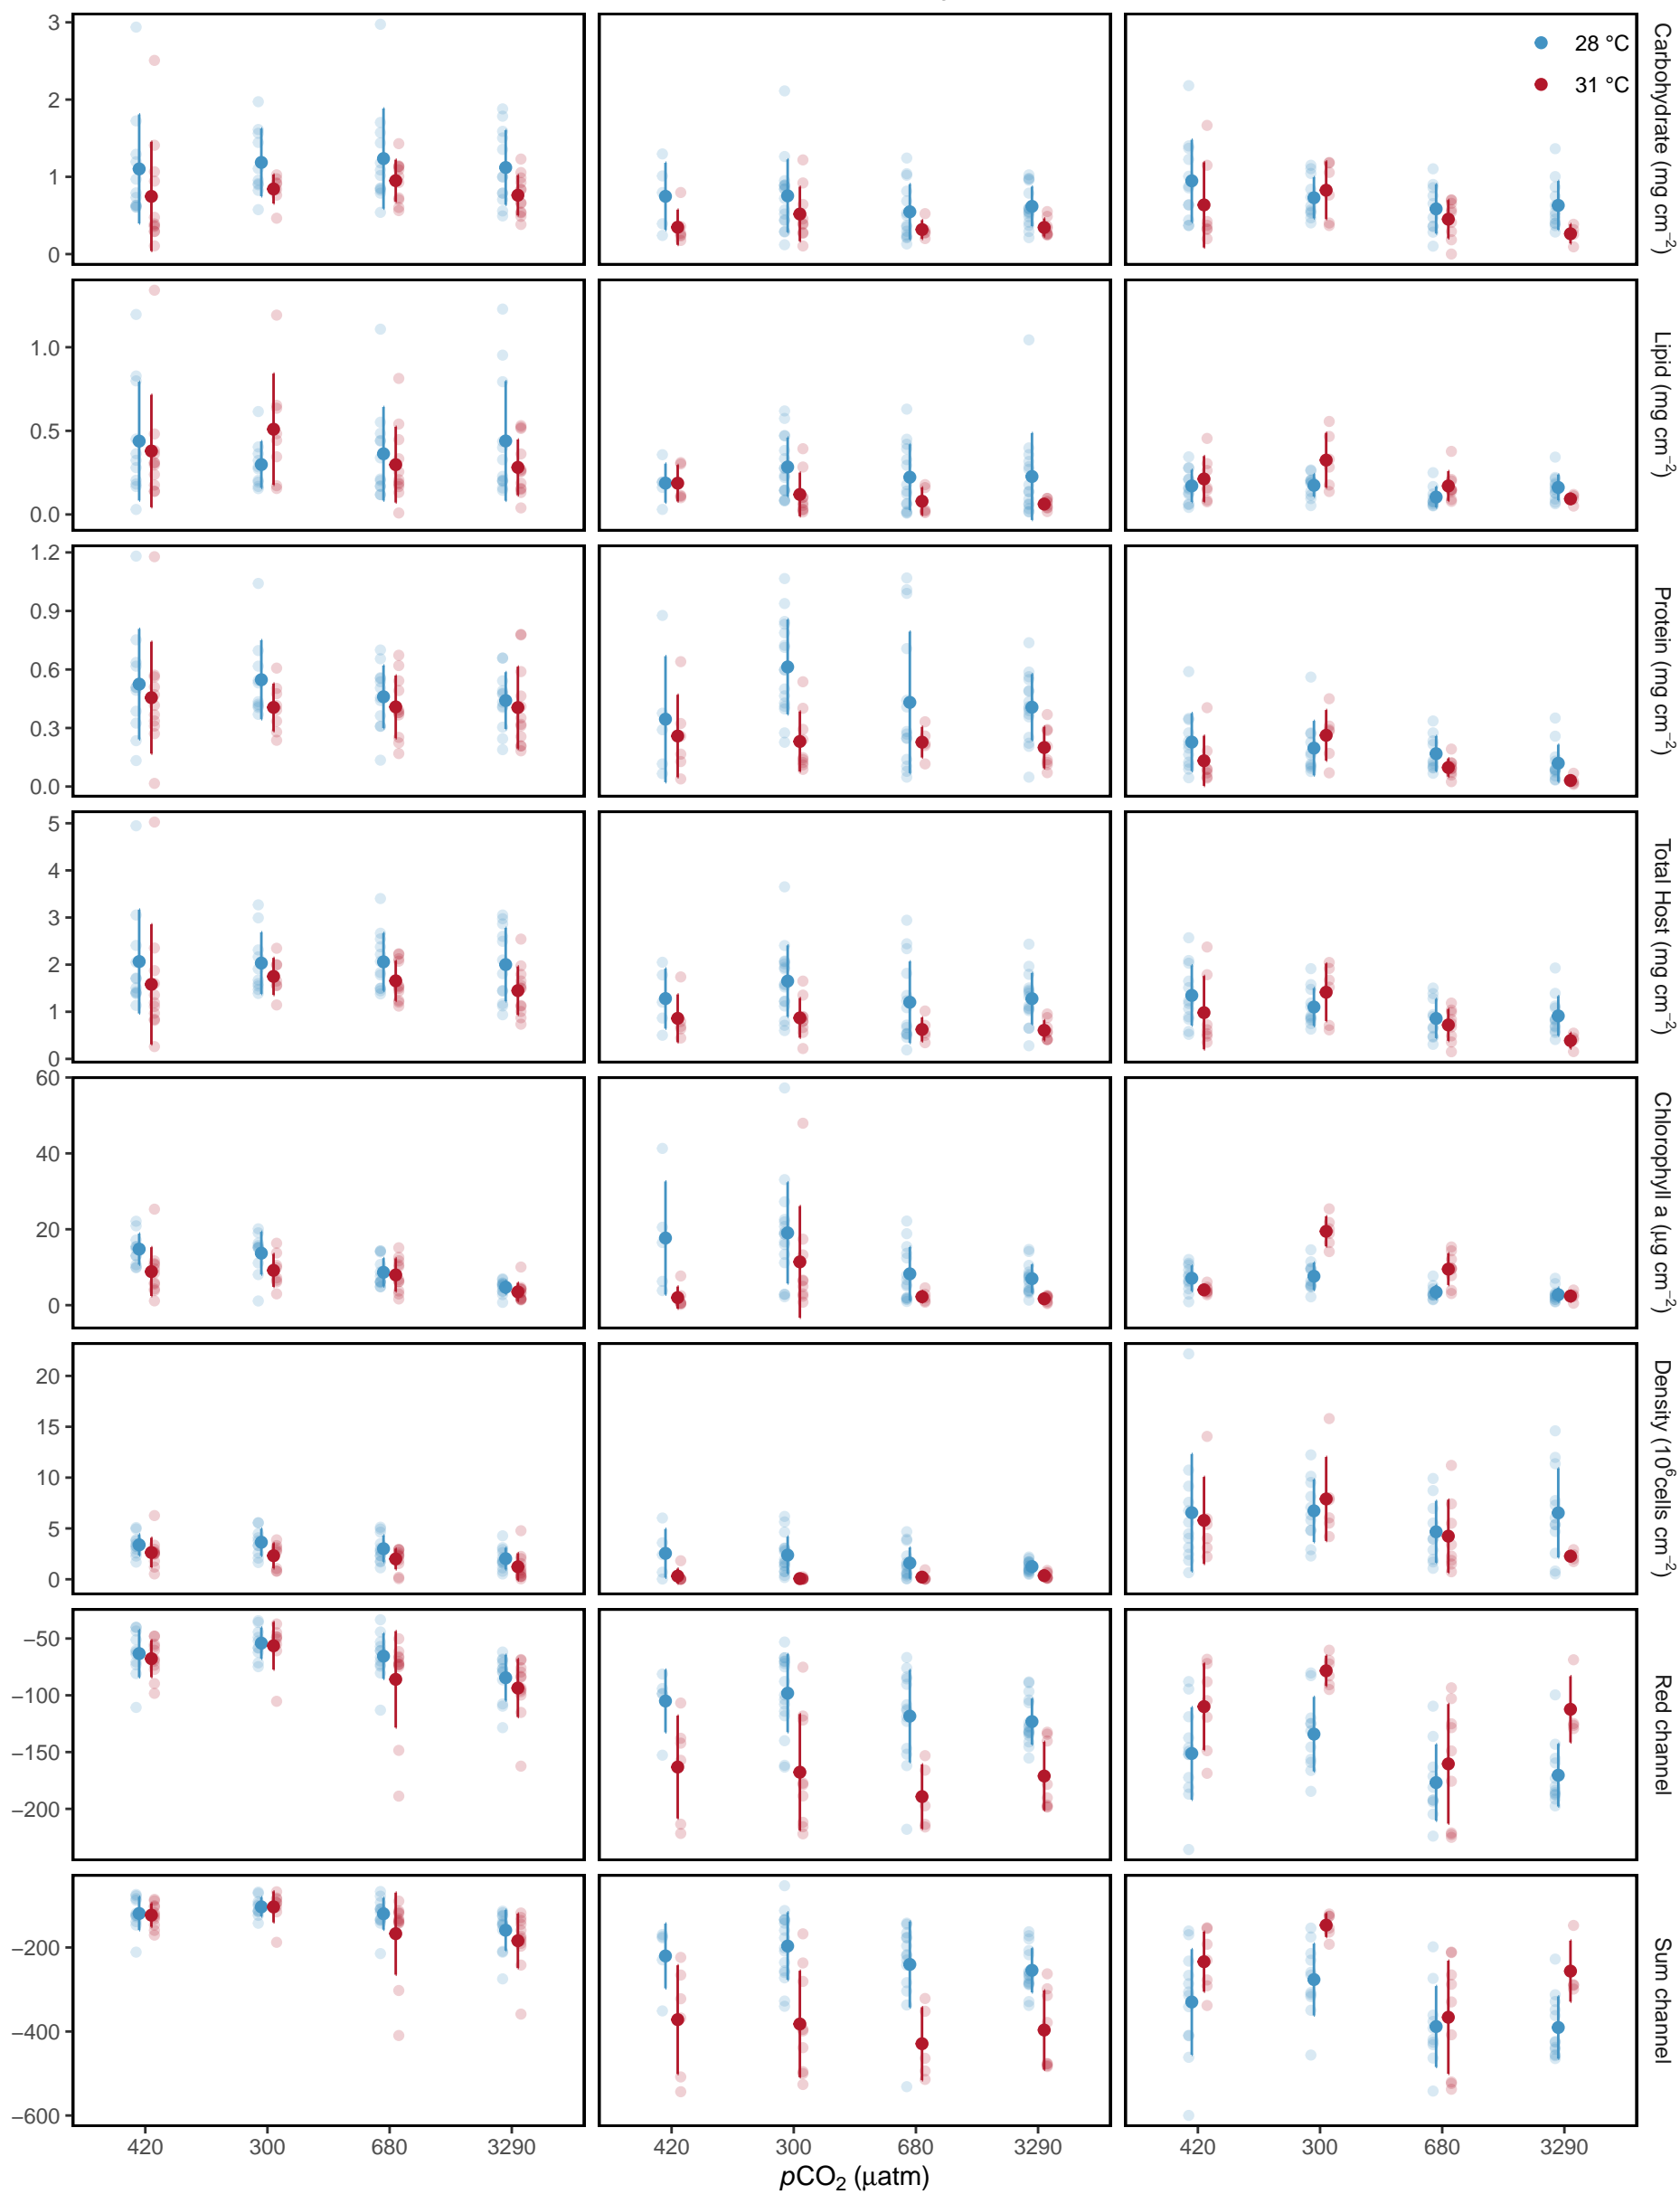 28 °C
31 °C
3
2
1
0
Carbohydrate (mg cm⁻²)
1.0
0.5
0.0
Lipid (mg cm⁻²)
1.2
0.9
0.6
0.3
0.0
Protein (mg cm⁻²)
5
4
3
2
1
0
Total Host (mg cm⁻²)
60
40
20
0
Chlorophyll a (μg cm⁻²)
20
15
10
5
0
Density (10⁶cells cm⁻²)
−50
−100
−150
−200
Red channel
−200
−400
−600
Sum channel
420 300 680 3290 420 300 680 3290 420 300 680 3290
pCO₂ (μatm)